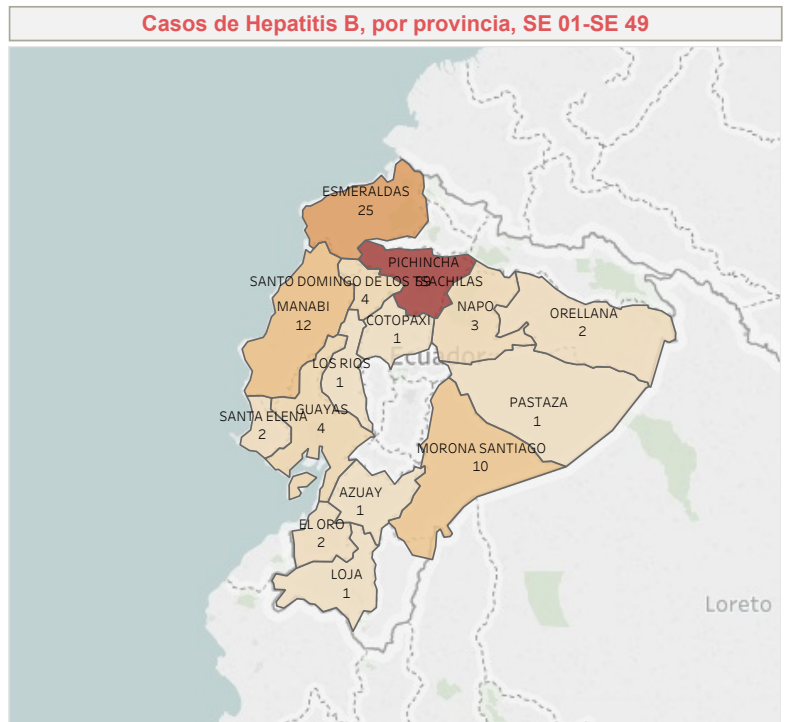 Casos de Hepatitis B, por provincia, SE 01-SE 49
ESMERALDAS
25
PICHINCHA
SANTO DOMINGO DE LOS TSACHILAS
4
MANABI
12
NAPO
3
ORELLANA
2
COTOPAXI
1
Ecuador
LOS RIOS
1
PASTAZA
1
SANTA ELENA
2
GUAYAS
4
MORONA SANTIAGO
10
AZUAY
1
EL ORO
2
LOJA
1
Loreto